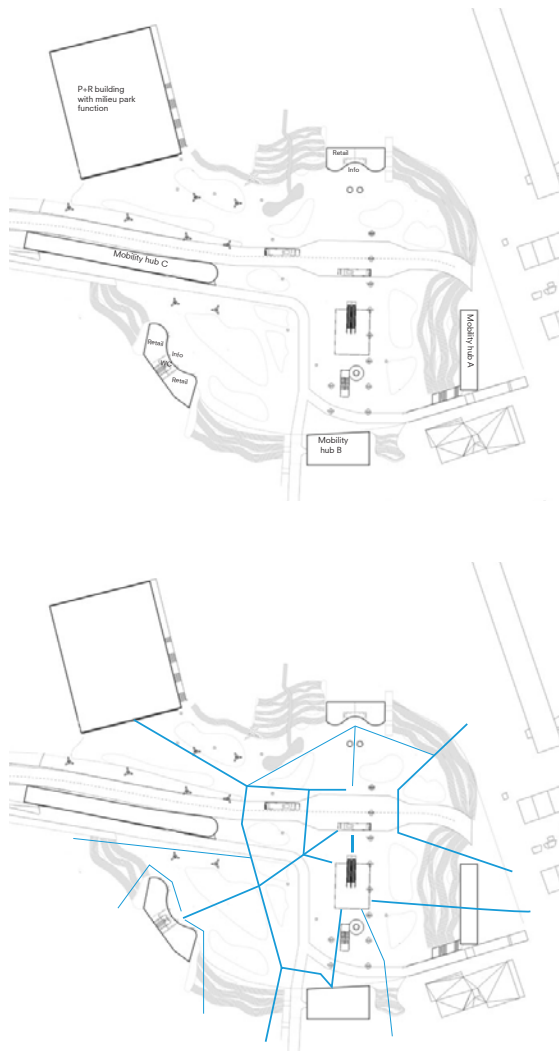 P+R building
with milieu park
function
Retail
Info
Mobility hub C
Retail
Info
WC
Retail
Mobility hub A
Mobility
hub B